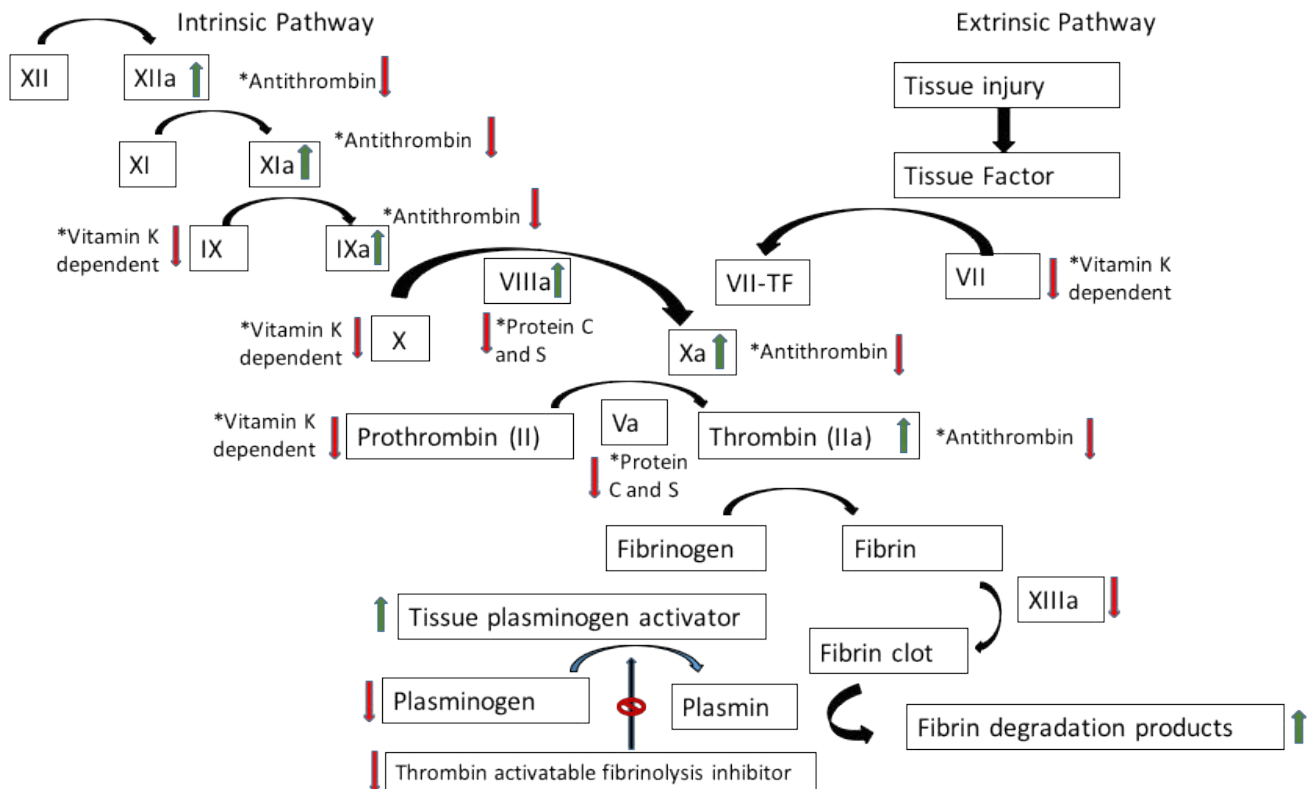 Intrinsic Pathway
Extrinsic Pathway
XII
XIIa
*Antithrombin
Tissue injury
XI
XIa
*Antithrombin
Tissue Factor
*Vitamin K
dependent
IX
IXa
*Antithrombin
VIIIa
VII-TF
VII
*Vitamin K
dependent
*Vitamin K
dependent
X
*Protein C
and S
Xa
*Antithrombin
*Vitamin K
dependent
Prothrombin (II)
Va
Thrombin (IIa)
*Antithrombin
*Protein
C and S
Fibrinogen
Fibrin
XIIIa
Tissue plasminogen activator
Fibrin clot
Plasminogen
Plasmin
Fibrin degradation products
Thrombin activatable fibrinolysis inhibitor